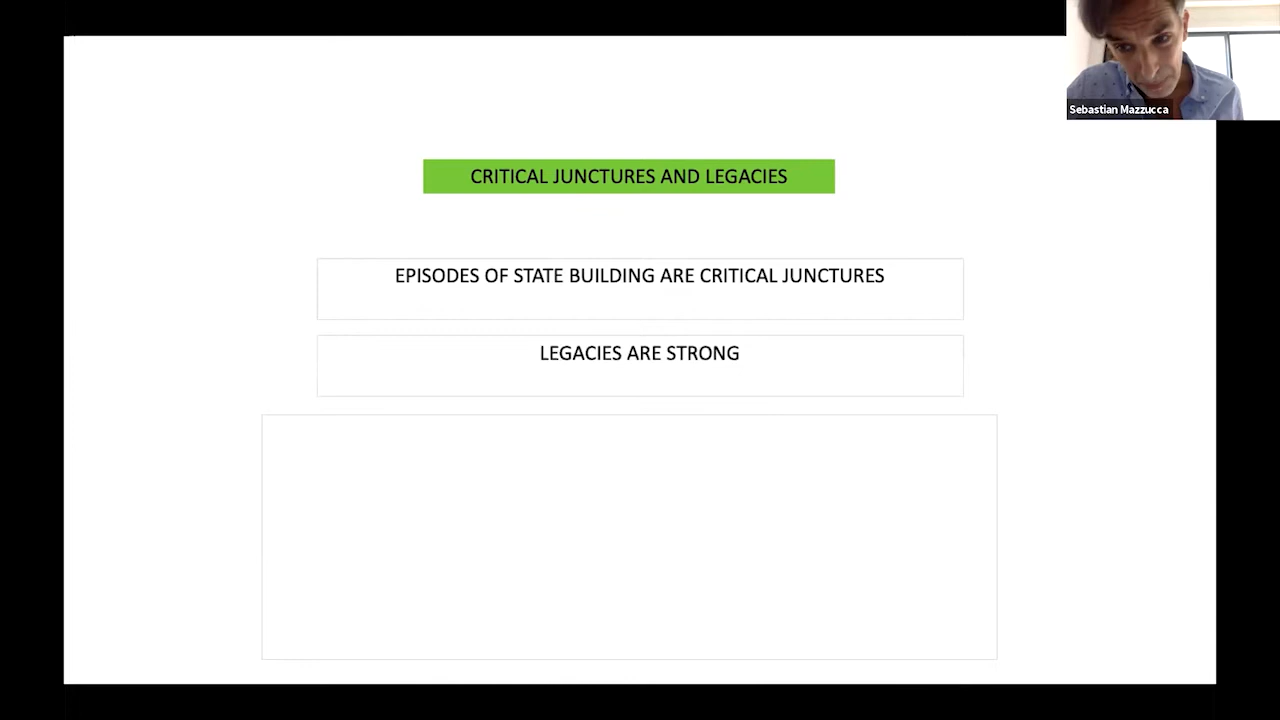 Sebastian Mazzucca
CRITICAL JUNCTURES AND LEGACIES
EPISODES OF STATE BUILDING ARE CRITICAL JUNCTURES
LEGACIES ARE STRONG